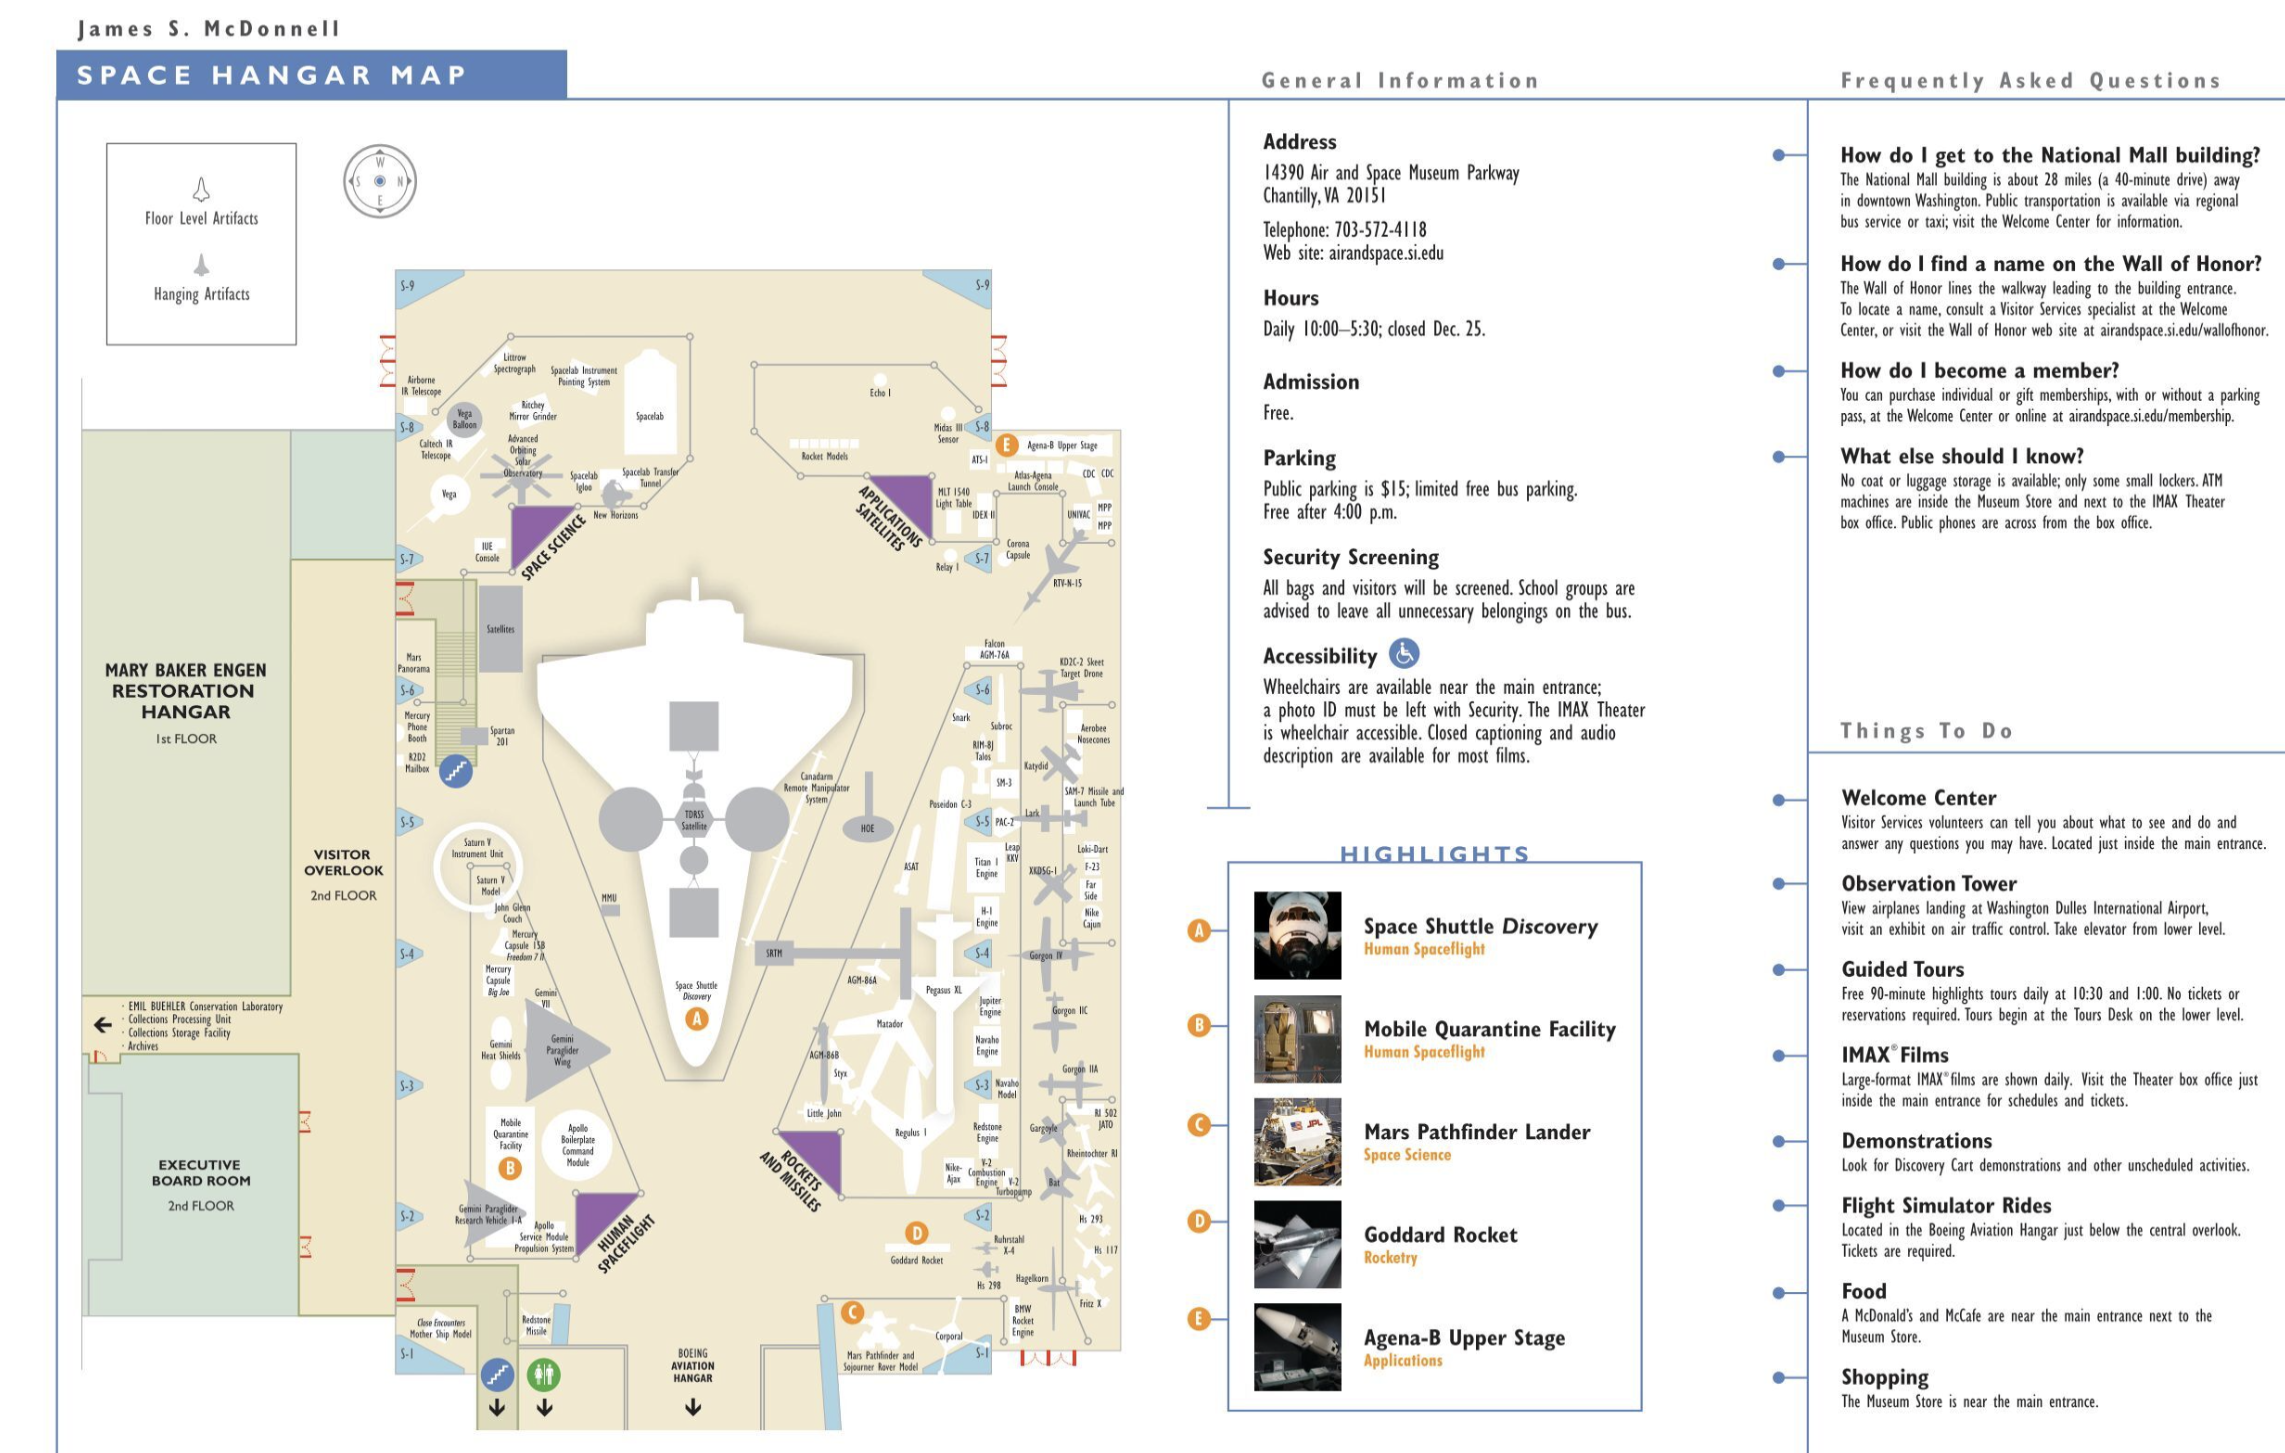 James S. McDonnell
SPACE HANGAR MAP
Floor Level Artifacts
Hanging Artifacts
W
S
N
E
S-9
S-9
Littrow
Spectrograph
Spacelab Instrument
Pointing System
Airborne
IR Telescope
Vega
Balloon
Ritchey
Mirror Grinder
Spacelab
Echo I
S-8
Caltech IR
Telescope
Advanced
Orbiting
Solar
Observatory
Spacelab
Igloo
Spacelab Transfer
Tunnel
Vega
New Horizons
Rocket Models
Midas III
Sensor
S-8
E
Agena-B Upper Stage
ATS-I
Atlas-Agena
Launch Console
CDC
CDC
MLT 1540
Light Table
IDEX II
UNIVAC
MPP
MPP
APPLICATIONS
SATELLITES
SPACE SCIENCE
IUE
Console
S-7
Relay I
S-7
Corona
Capsule
RTV-N-15
Satellites
Mars
Panorama
S-6
Mercury
Phone
Booth
R2D2
Mailbox
Spartan
201
Falcon
AGM-76A
S-6
KD2C-2 Skeet
Target Drone
Snark
Subroc
Aerobee
Nosecones
RIM-8J
Talos
Katydid
SM-3
SAM-7 Missile and
Launch Tube
Canadarm
Remote Manipulator
System
Poseidon C-3
TDRSS
Satellite
HOE
S-5
S-5
PAC-2
Lark
Saturn V
Instrument Unit
Saturn V
Model
John Glenn
Couch
Mercury
Capsule 15B
Freedom 7 II
Mercury
Capsule
Big Joe
MMU
ASAT
Titan I
Engine
Leap
KKV
Loki-Dart
F-23
XKD5G-1
Far
Side
Nike
Cajun
H-1
Engine
S-4
SRTM
S-4
Gorgon IV
AGM-86A
Pegasus XL
Space Shuttle
Discovery
A
Gemini
VII
Gemini
Heat Shields
Gemini
Paraglider
Wing
Jupiter
Engine
Gorgon IIC
Matador
Navaho
Engine
AGM-86B
Styx
S-3
S-3
Navaho
Model
Gorgon IIA
Little John
Mobile
Quarantine
Facility
B
Apollo
Boilerplate
Command
Module
Regulus I
Redstone
Engine
Gargoyle
RI 502
JATO
Rheintochter RI
ROCKETS
AND MISSILES
Nike-
Ajax
V-2
Combustion
Engine
V-2
Turbopump
Bat
S-2
Gemini Paraglider
Research Vehicle 1-A
Apollo
Service Module
Propulsion System
HUMAN
SPACEFLIGHT
D
Goddard Rocket
S-2
Hs 293
Ruhrstahl
X-4
Hs 117
Hs 298
Hagelkorn
Fritz X
Close Encounters
Mother Ship Model
Redstone
Missile
S-1
BOEING
AVIATION
HANGAR
C
Mars Pathfinder and
Sojourner Rover Model
Corporal
BMW
Rocket
Engine
S-1
MARY BAKER ENGEN
RESTORATION
HANGAR
1st FLOOR
VISITOR
OVERLOOK
2nd FLOOR
· EMIL BUEHLER Conservation Laboratory
· Collections Processing Unit
· Collections Storage Facility
· Archives
EXECUTIVE
BOARD ROOM
2nd FLOOR
General Information
Address
14390 Air and Space Museum Parkway
Chantilly, VA 20151
Telephone: 703-572-4118
Web site: airandspace.si.edu
Hours
Daily 10:00–5:30; closed Dec. 25.
Admission
Free.
Parking
Public parking is $15; limited free bus parking.
Free after 4:00 p.m.
Security Screening
All bags and visitors will be screened. School groups are
advised to leave all unnecessary belongings on the bus.
Accessibility
Wheelchairs are available near the main entrance;
a photo ID must be left with Security. The IMAX Theater
is wheelchair accessible. Closed captioning and audio
description are available for most films.
HIGHLIGHTS
A
Space Shuttle Discovery
Human Spaceflight
B
Mobile Quarantine Facility
Human Spaceflight
C
JPL
Mars Pathfinder Lander
Space Science
D
Goddard Rocket
Rocketry
E
Agena-B Upper Stage
Applications
Frequently Asked Questions
How do I get to the National Mall building?
The National Mall building is about 28 miles (a 40-minute drive) away
in downtown Washington. Public transportation is available via regional
bus service or taxi; visit the Welcome Center for information.
How do I find a name on the Wall of Honor?
The Wall of Honor lines the walkway leading to the building entrance.
To locate a name, consult a Visitor Services specialist at the Welcome
Center, or visit the Wall of Honor web site at airandspace.si.edu/wallofhonor.
How do I become a member?
You can purchase individual or gift memberships, with or without a parking
pass, at the Welcome Center or online at airandspace.si.edu/membership.
What else should I know?
No coat or luggage storage is available; only some small lockers. ATM
machines are inside the Museum Store and next to the IMAX Theater
box office. Public phones are across from the box office.
Things To Do
Welcome Center
Visitor Services volunteers can tell you about what to see and do and
answer any questions you may have. Located just inside the main entrance.
Observation Tower
View airplanes landing at Washington Dulles International Airport,
visit an exhibit on air traffic control. Take elevator from lower level.
Guided Tours
Free 90-minute highlights tours daily at 10:30 and 1:00. No tickets or
reservations required. Tours begin at the Tours Desk on the lower level.
IMAX® Films
Large-format IMAX® films are shown daily. Visit the Theater box office just
inside the main entrance for schedules and tickets.
Demonstrations
Look for Discovery Cart demonstrations and other unscheduled activities.
Flight Simulator Rides
Located in the Boeing Aviation Hangar just below the central overlook.
Tickets are required.
Food
A McDonald's and McCafe are near the main entrance next to the
Museum Store.
Shopping
The Museum Store is near the main entrance.